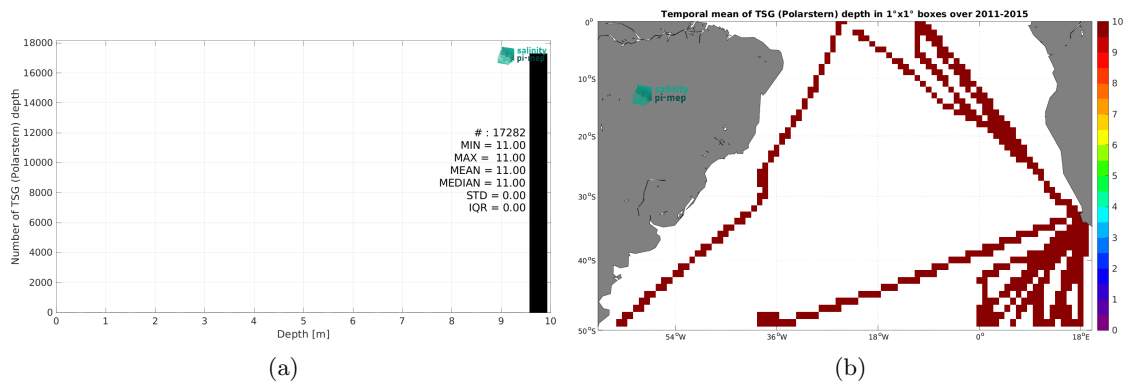 18000
16000
14000
12000
10000
8000
6000
4000
2000
0
Number of TSG (Polarstern) depth
salinity
pi-mep
# : 17282
MIN = 11.00
MAX = 11.00
MEAN = 11.00
MEDIAN = 11.00
STD = 0.00
IQR = 0.00
0 1 2 3 4 5 6 7 8 9 10
Depth [m]
(a)
Temporal mean of TSG (Polarstern) depth in 1°x1° boxes over 2011-2015
0°
10°S
20°S
30°S
40°S
50°S
salinity
pi-mep
54°W 36°W 18°W 0° 18°E
10
9
8
7
6
5
4
3
2
1
0
(b)